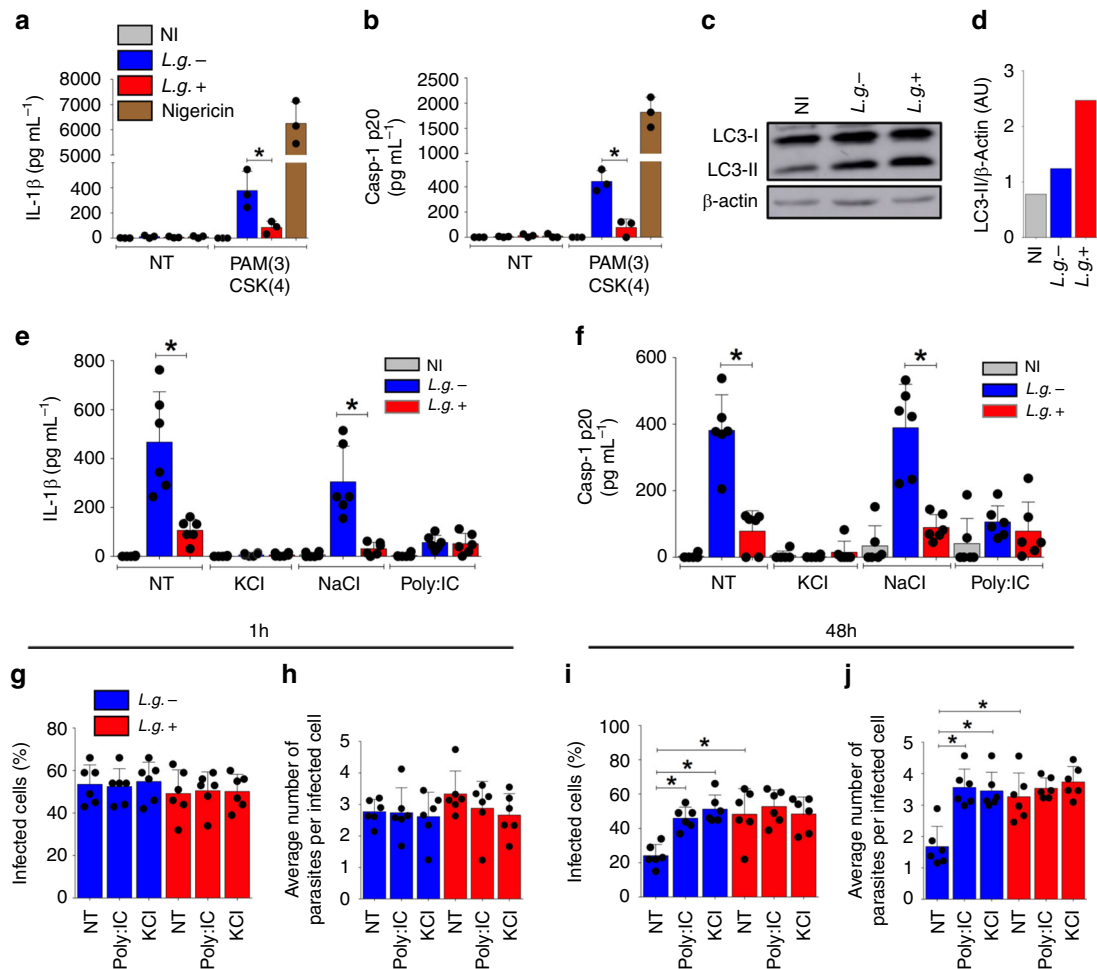 a
NI
L.g. –
L.g. +
Nigericin
IL-1β (pg mL−1)
8000
7000
6000
5000
400
200
0
*
NT
PAM(3)
CSK(4)
b
Casp-1 p20
(pg mL−1)
2500
2000
1500
1000
600
400
200
0
*
NT
PAM(3)
CSK(4)
c
NI
L.g.–
L.g.+
LC3-I
LC3-II
β-actin
d
LC3-II/β-Actin (AU)
3
2
1
0
NI
L.g.–
L.g.+
e
IL-1β (pg mL−1)
800
600
400
200
0
*
*
NI
L.g. –
L.g. +
NT
KCl
NaCl
Poly:IC
f
Casp-1 p20
(pg mL−1)
600
400
200
0
*
*
NI
L.g. –
L.g. +
NT
KCl
NaCl
Poly:IC
1h
48h
g
L.g. –
L.g. +
Infected cells (%)
80
60
40
20
0
NT
Poly:IC
KCl
NT
Poly:IC
KCl
h
Average number of
parasites per infected cell
5
4
3
2
1
0
NT
Poly:IC
KCl
NT
Poly:IC
KCl
i
Infected cells (%)
100
80
60
40
20
0
*
*
*
NT
Poly:IC
KCl
NT
Poly:IC
KCl
j
Average number of
parasites per infected cell
5
4
3
2
1
0
*
*
*
NT
Poly:IC
KCl
NT
Poly:IC
KCl